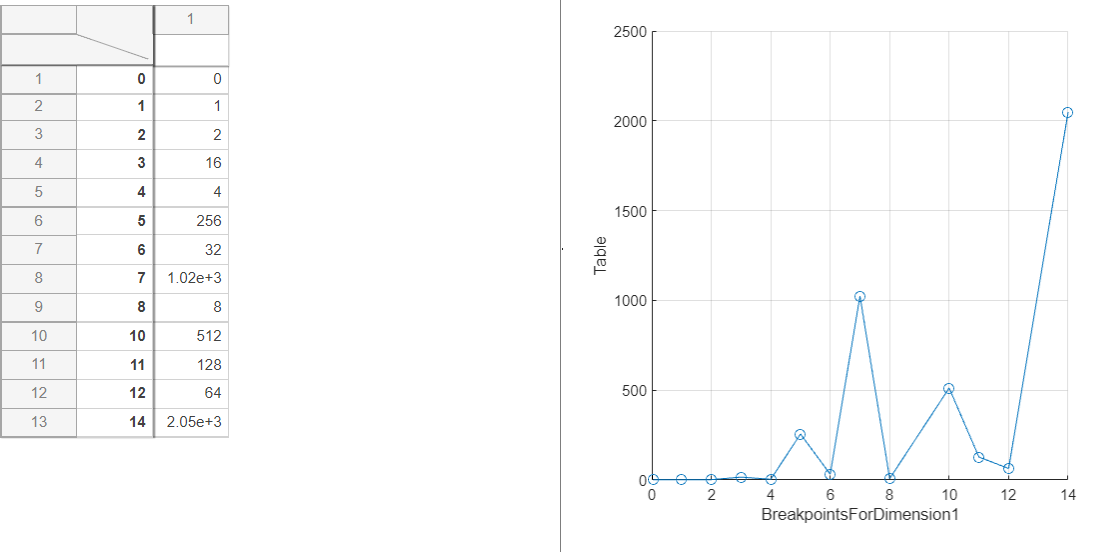 1
1 0 0
2 1 1
3 2 2
4 3 16
5 4 4
6 5 256
7 6 32
8 7 1.02e+3
9 8 8
10 10 512
11 11 128
12 12 64
13 14 2.05e+3
2500
2000
1500
1000
500
0
Table
0 2 4 6 8 10 12 14
BreakpointsForDimension1